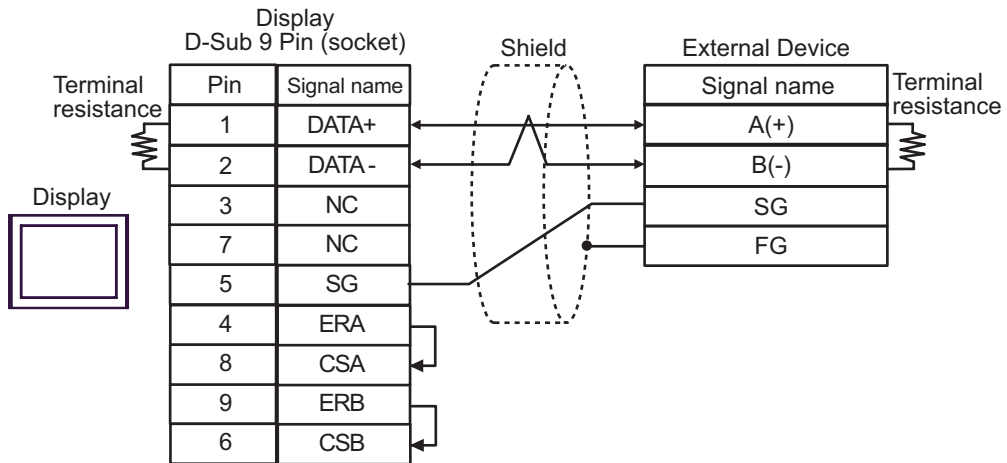 Display
D-Sub 9 Pin (socket)
Shield
External Device
Terminal
resistance
Pin Signal name
1 DATA+
2 DATA-
3 NC
7 NC
5 SG
4 ERA
8 CSA
9 ERB
6 CSB
Signal name
A(+)
B(-)
SG
FG
Terminal
resistance
Display